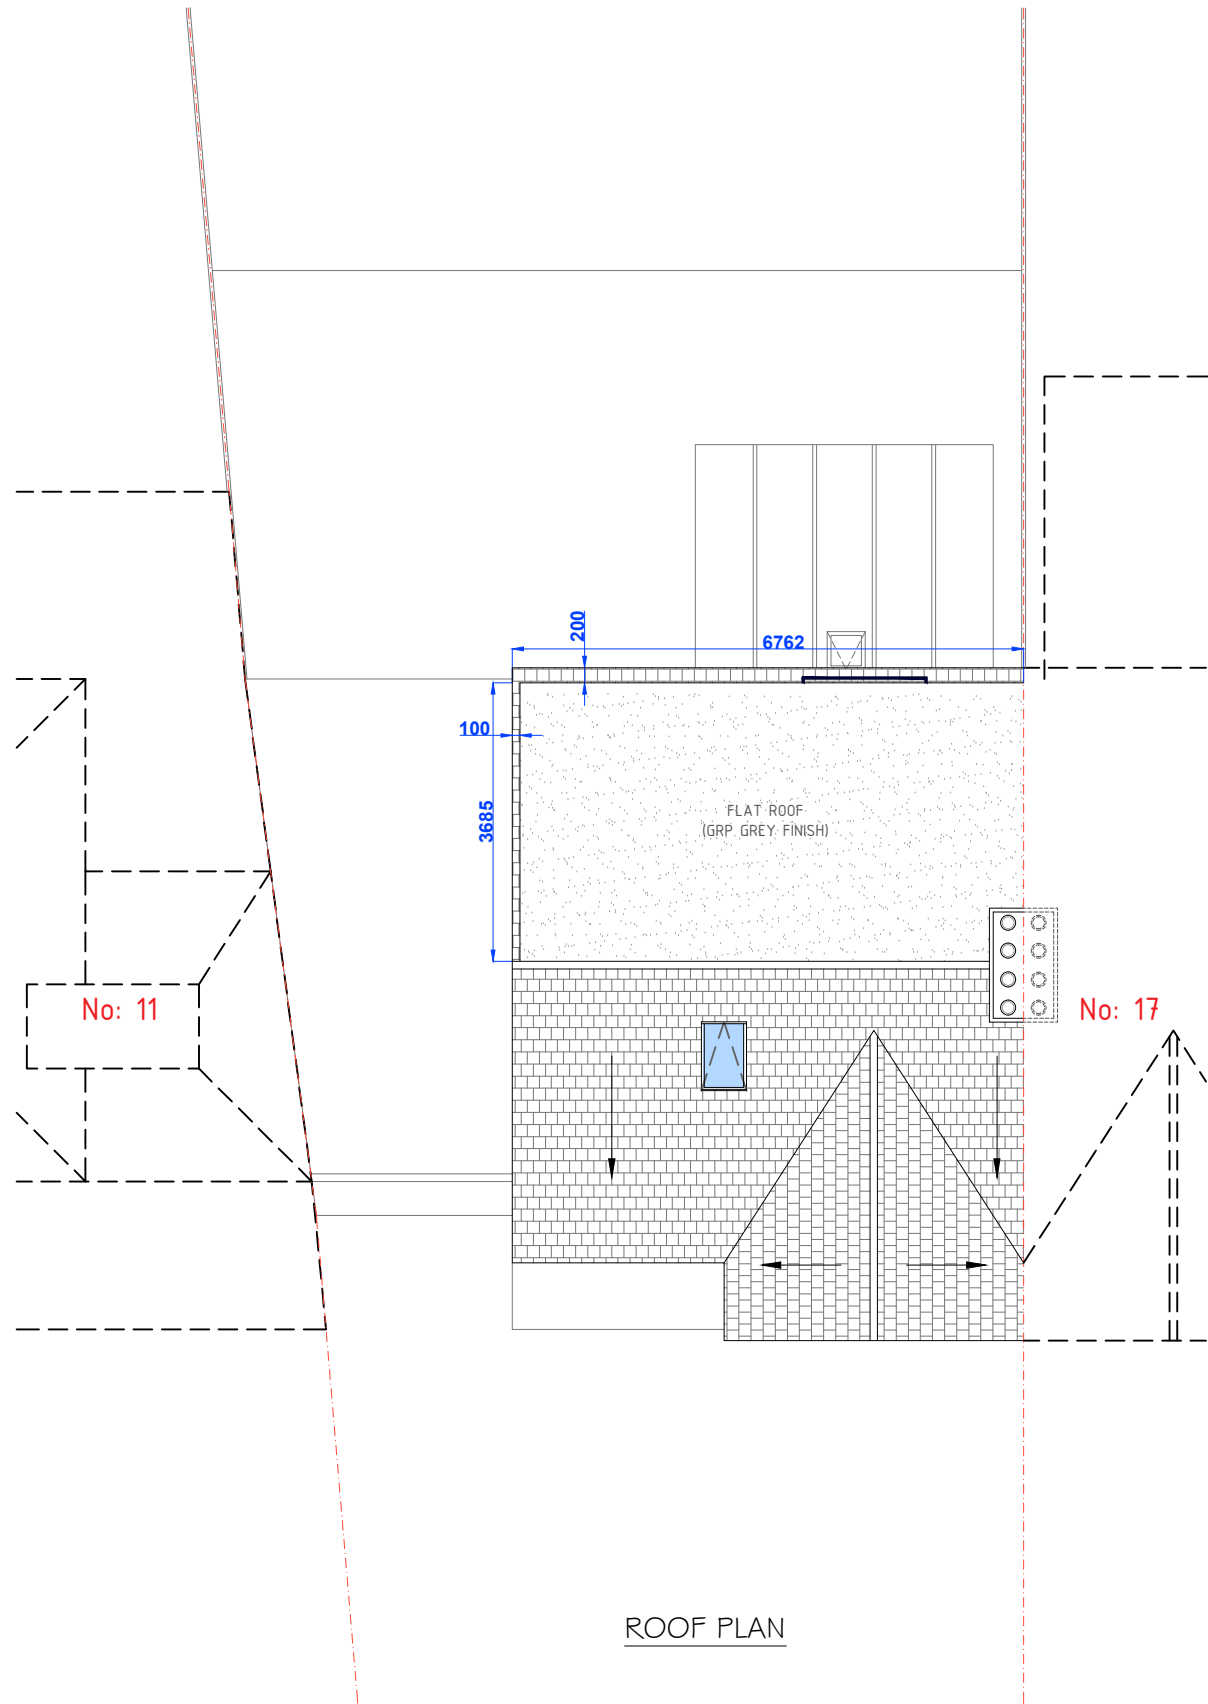 200
6762
100
3685
FLAT ROOF
(GRP GREY FINISH)
No: 11
No: 17
ROOF PLAN